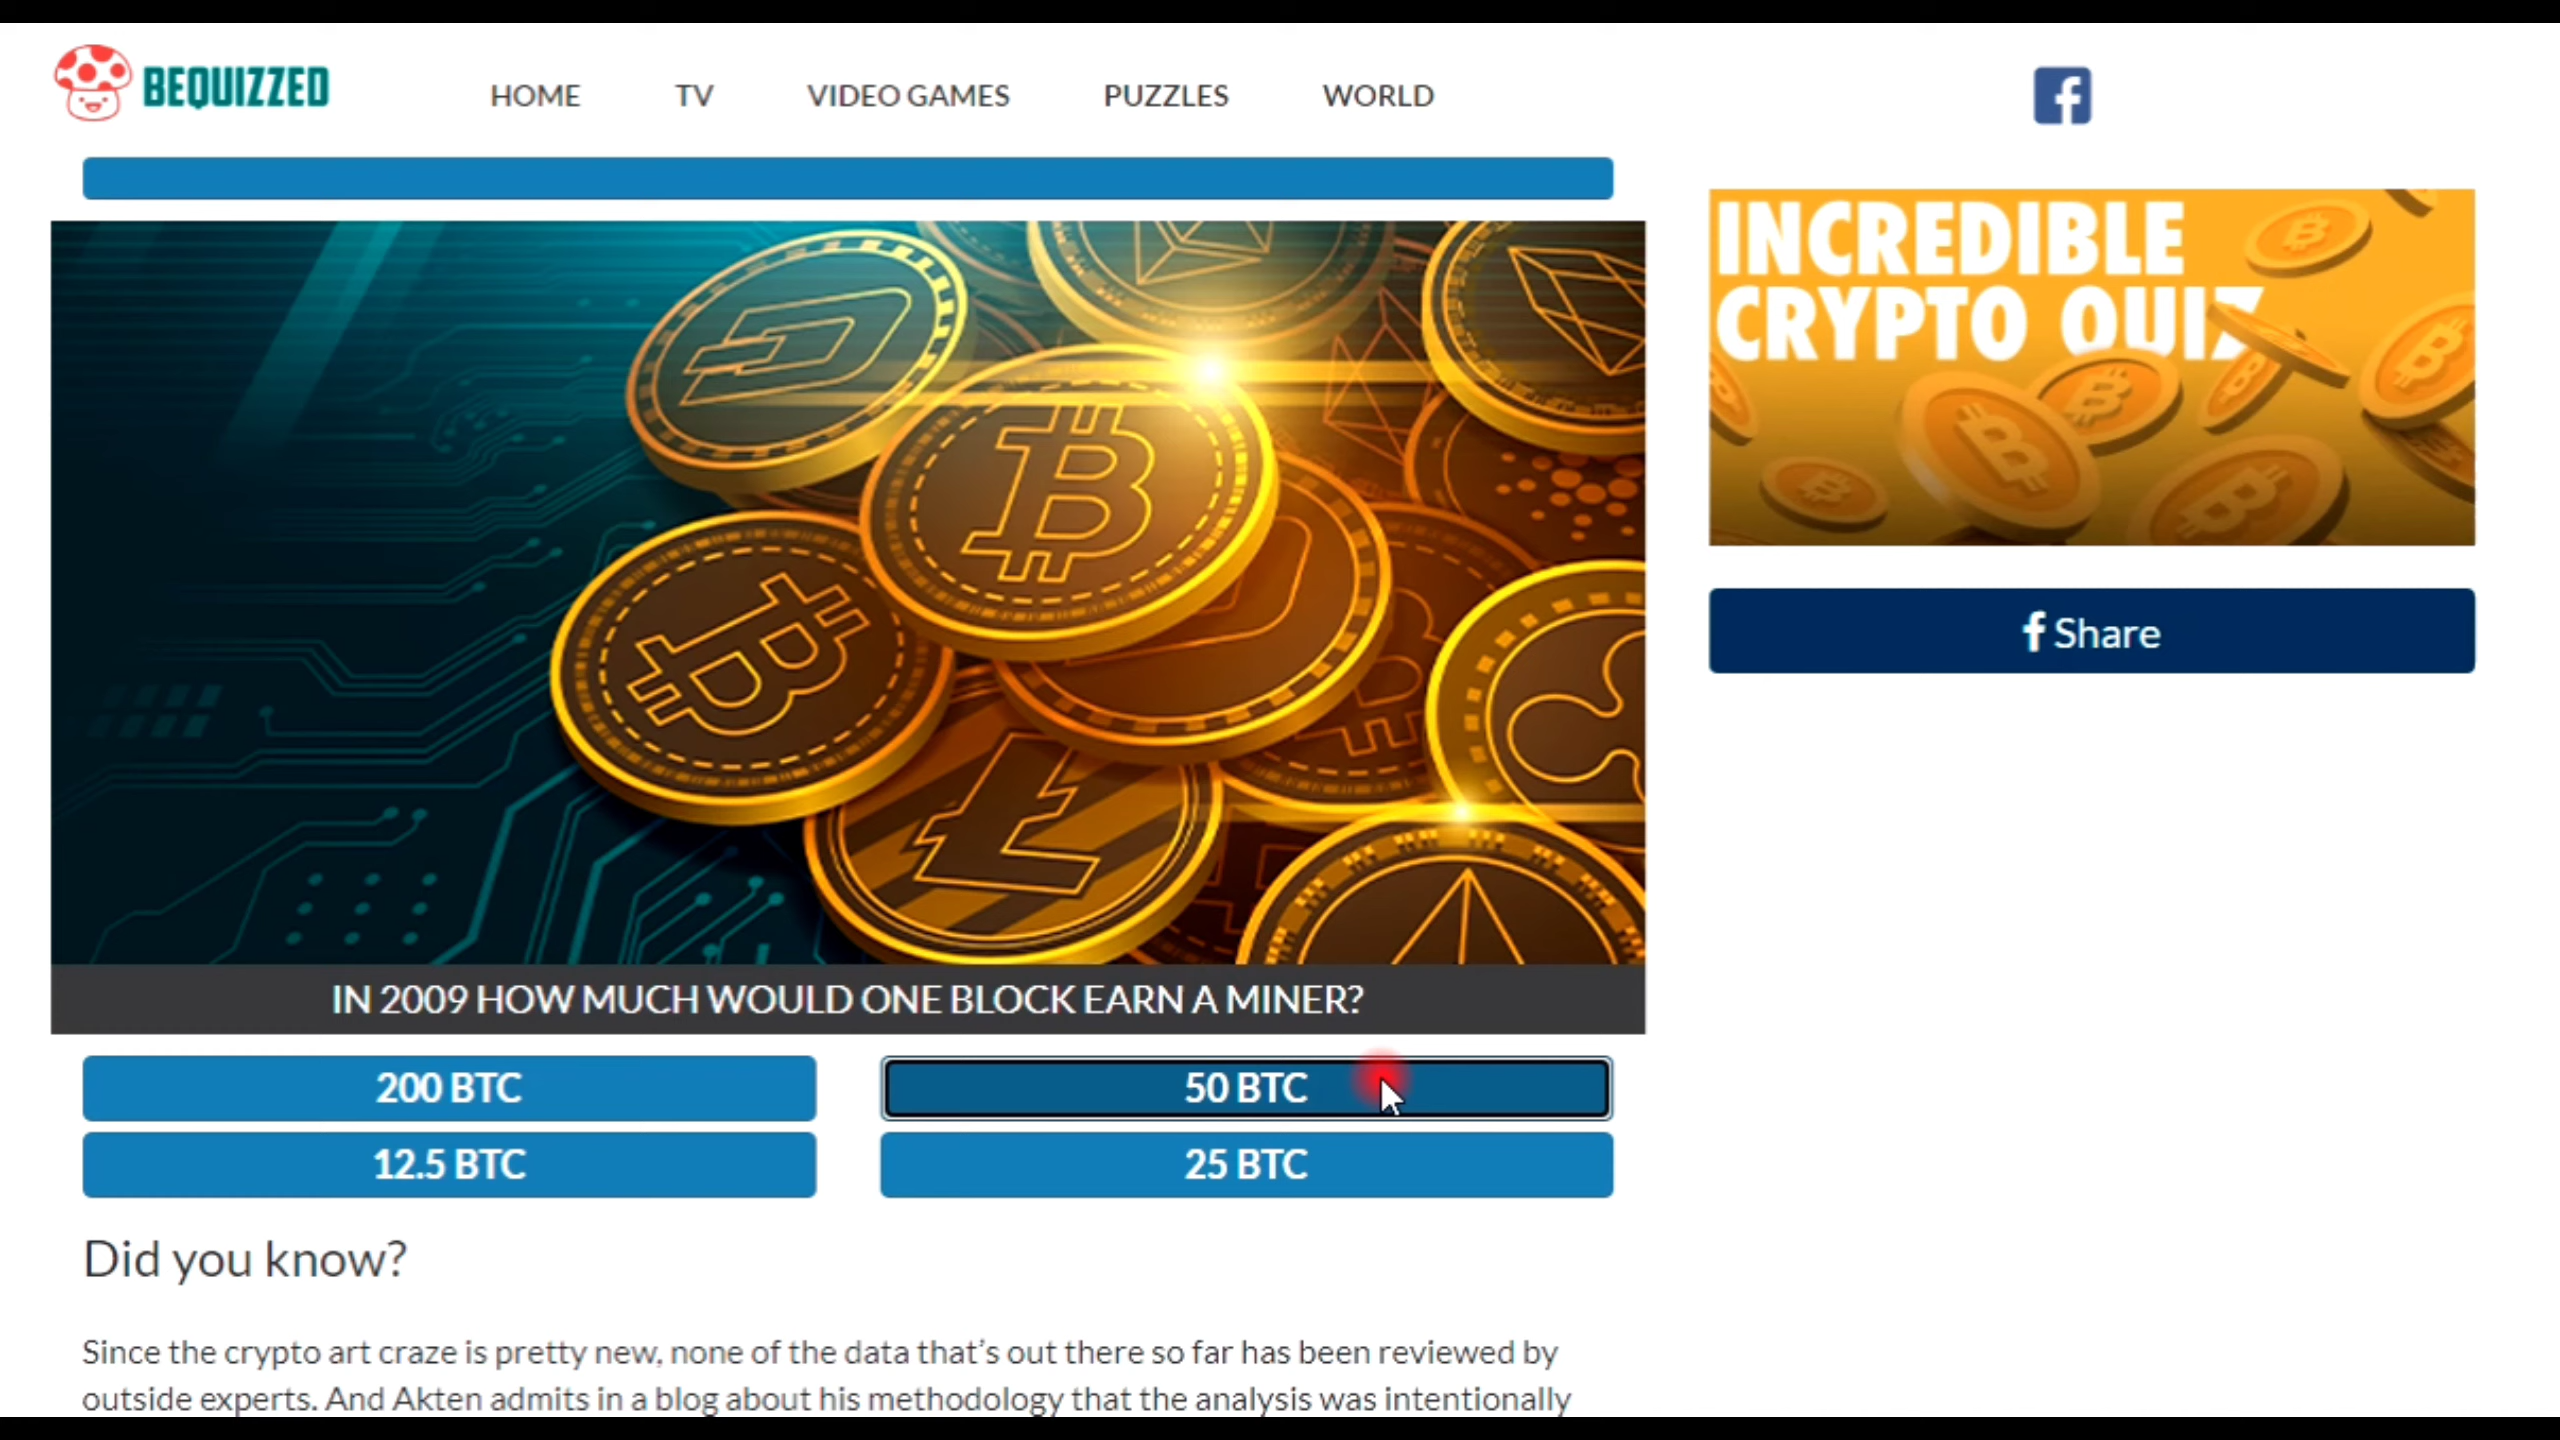 BEQUIZZED
HOME
TV
VIDEO GAMES
PUZZLES
WORLD
INCREDIBLE
CRYPTO QUIZ
Share
IN 2009 HOW MUCH WOULD ONE BLOCK EARN A MINER?
200 BTC
50 BTC
12.5 BTC
25 BTC
Did you know?
Since the crypto art craze is pretty new, none of the data that’s out there so far has been reviewed by
outside experts. And Akten admits in a blog about his methodology that the analysis was intentionally